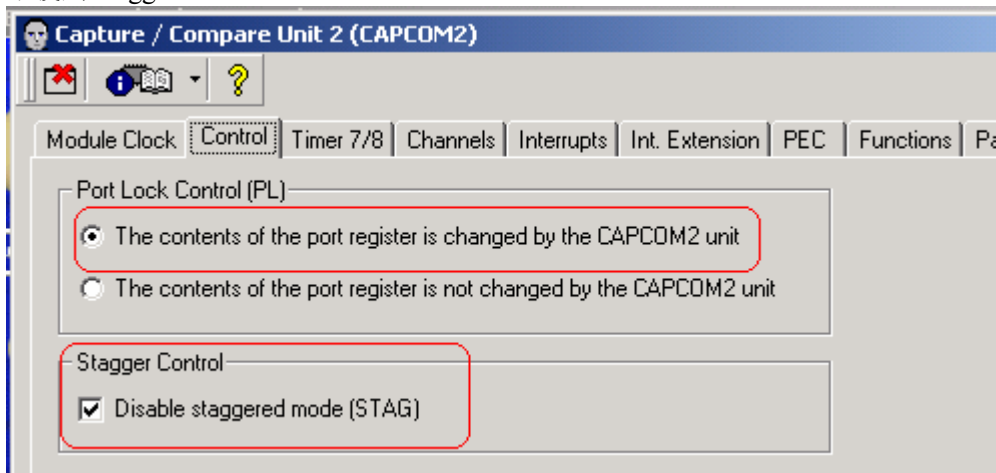 Capture / Compare Unit 2 (CAPCOM2)
Module Clock Control Timer 7/8 Channels Interrupts Int. Extension PEC Functions
Port Lock Control (PL)
The contents of the port register is changed by the CAPCOM2 unit
The contents of the port register is not changed by the CAPCOM2 unit
Stagger Control
Disable staggered mode (STAG)